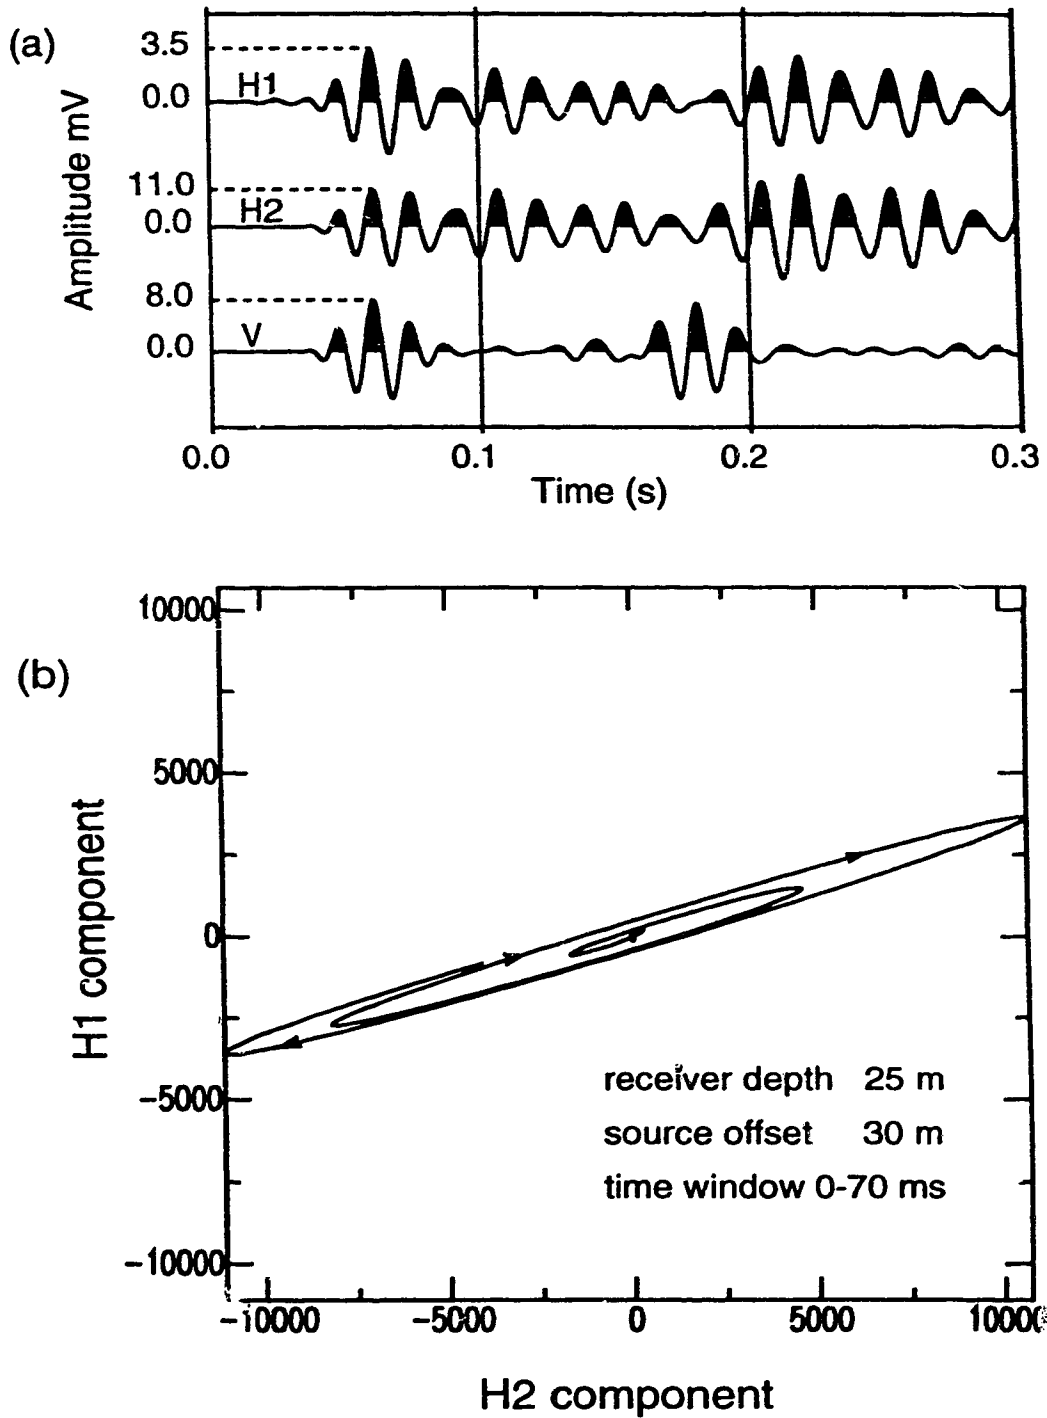 (a)
Amplitude mV
3.5
0.0
H1
11.0
0.0
H2
8.0
0.0
V
0.0 0.1 0.2 0.3
Time (s)
(b)
H1 component
10000
5000
0
-5000
-10000
receiver depth 25 m
source offset 30 m
time window 0-70 ms
-10000 -5000 0 5000 10000
H2 component